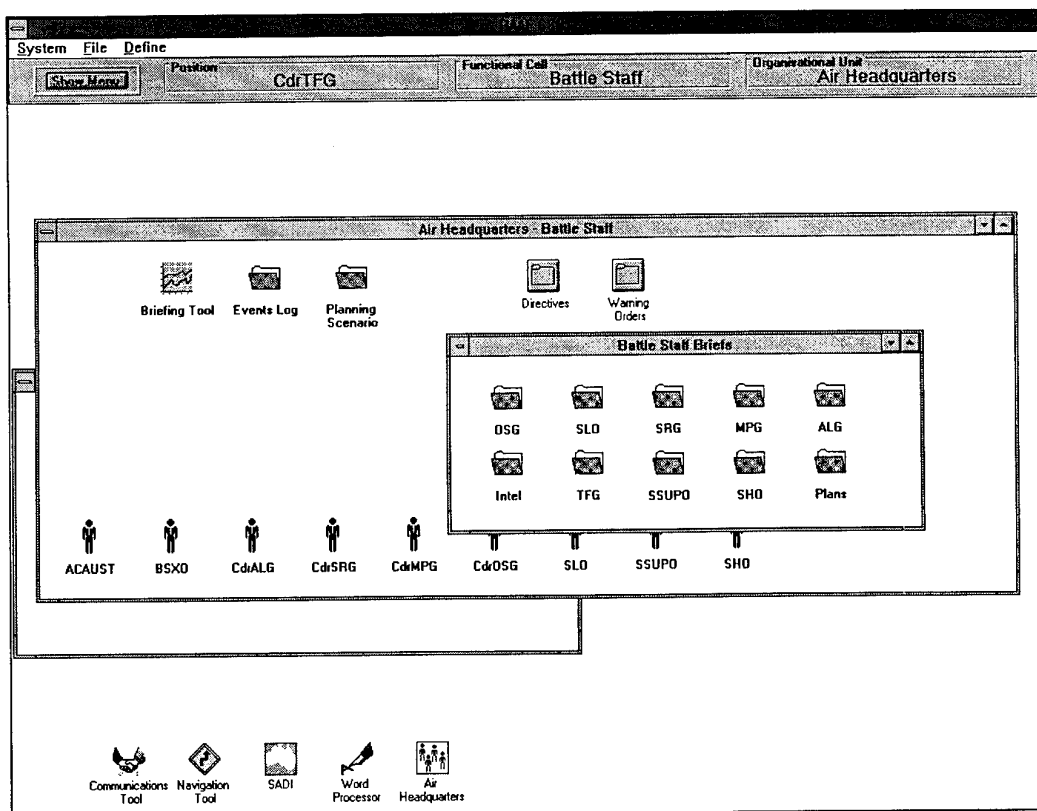 System File Define
Show Menu
Position
CdrTFG
Functional Cell
Battle Staff
Organisational Unit
Air Headquarters
Air Headquarters - Battle Staff
Briefing Tool
Events Log
Planning
Scenario
Directives
Warning
Orders
Battle Staff Briefs
OSG SLO SRG MPG ALG
Intel TFG SSUPO SHO Plans
ACAUST BSXO CdrALG CdrSRG CdrMPG CdrOSG SLO SSUPO SHO
Communications
Tool
Navigation
Tool
SADI
Word
Processor
Air
Headquarters